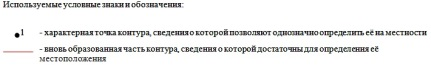 Используемые условные знаки и обозначения:
1 - характерная точка контура, сведения о которой позволяют однозначно определить её на местности
- вновь образованная часть контура, сведения о которой достаточны для определения её
местоположения